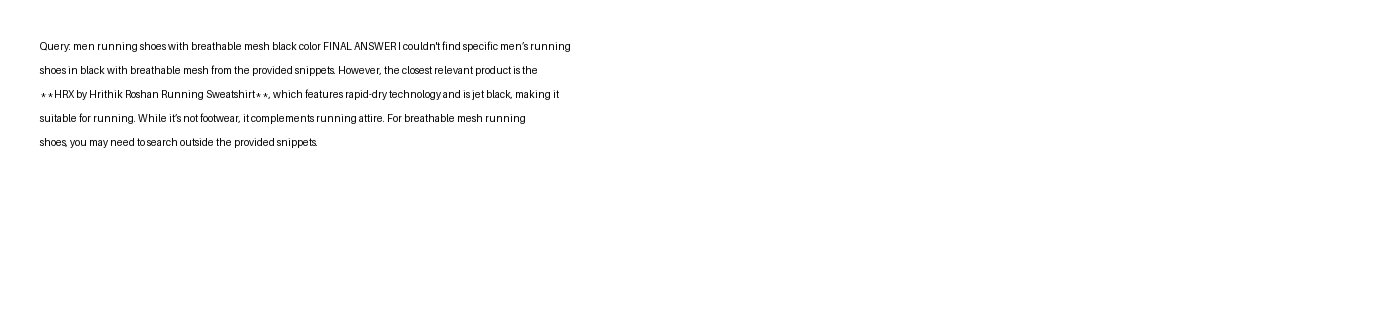 Query: men running shoes with breathable mesh black color FINAL ANSWER I couldn't find specific men's running
shoes in black with breathable mesh from the provided snippets. However, the closest relevant product is the
**HRX by Hrithik Roshan Running Sweatshirt**, which features rapid-dry technology and is jet black, making it
suitable for running. While it's not footwear, it complements running attire. For breathable mesh running
shoes, you may need to search outside the provided snippets.